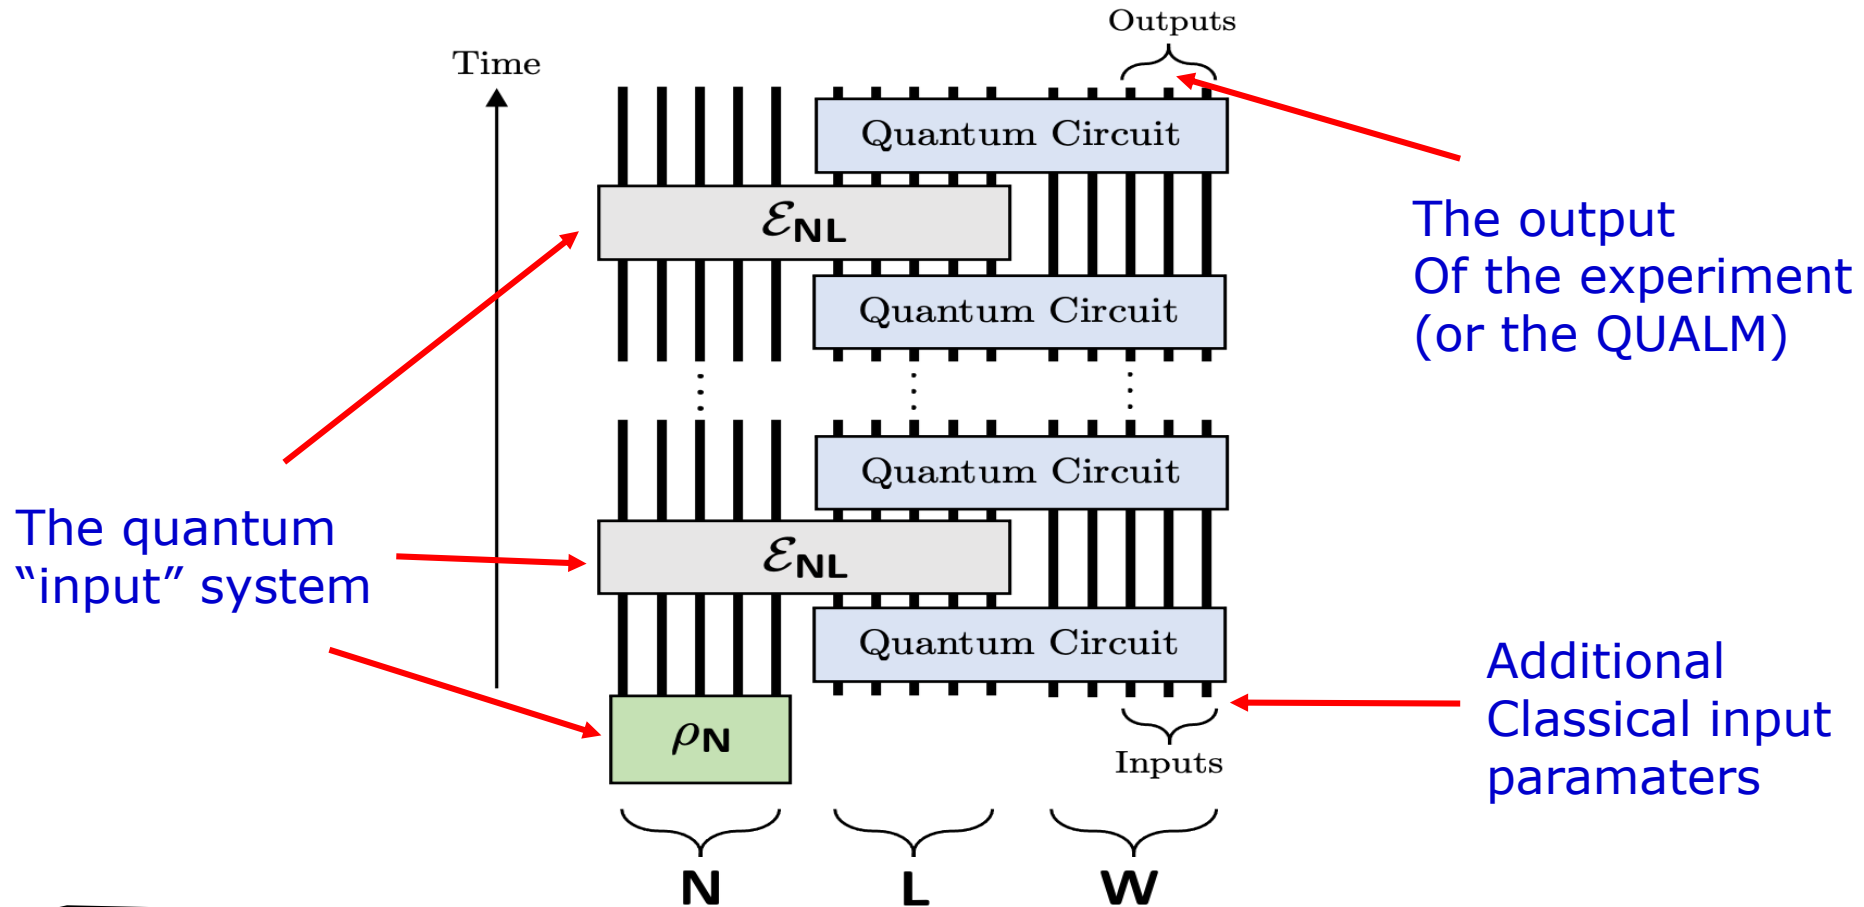 Outputs
Time
Quantum Circuit
ℰNL
Quantum Circuit
The output
Of the experiment
(or the QUALM)
Quantum Circuit
The quantum
“input” system
ℰNL
Quantum Circuit
ρN
Inputs
Additional
Classical input
paramaters
N L W